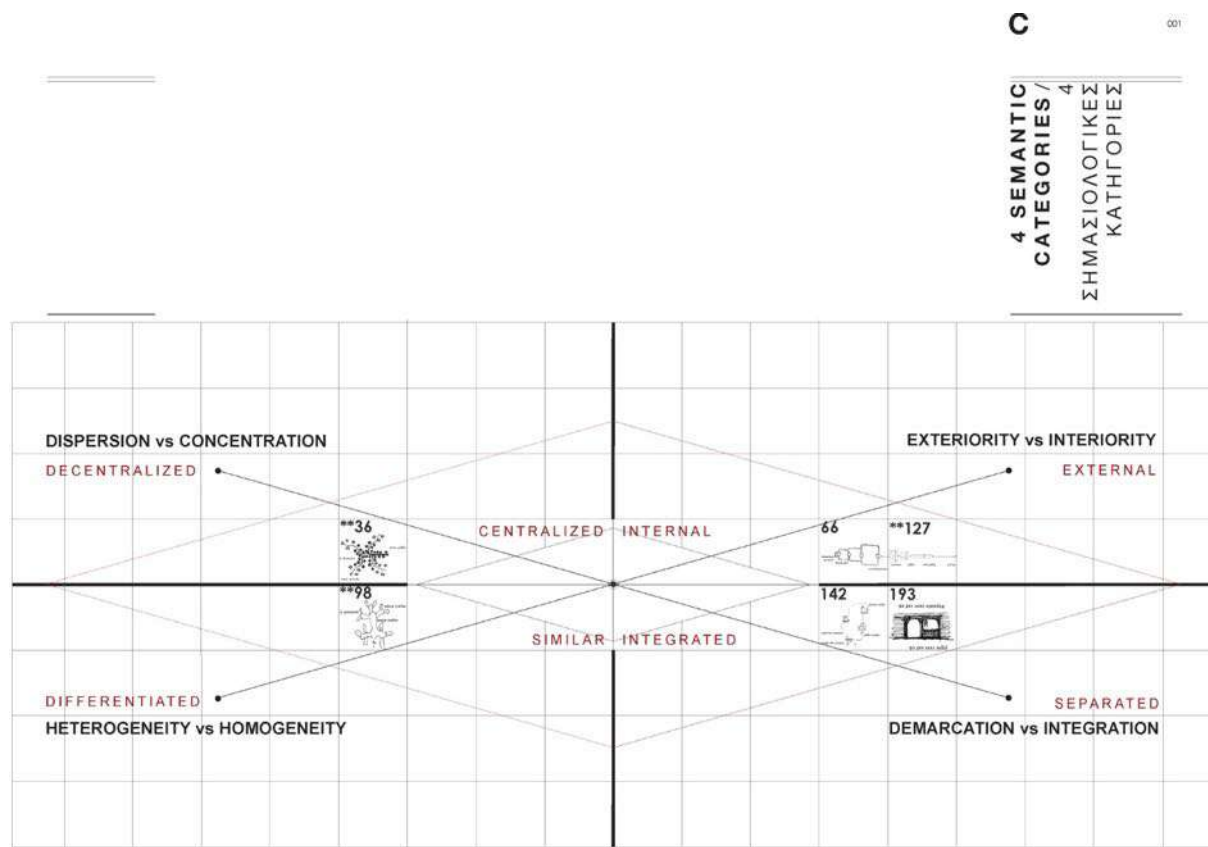 C
001
4 SEMANTIC
CATEGORIES /
4
ΣΗΜΑΣΙΟΛΟΓΙΚΕΣ
ΚΑΤΗΓΟΡΙΕΣ
DISPERSION vs CONCENTRATION
DECENTRALIZED
EXTERIORITY vs INTERIORITY
EXTERNAL
**36
CENTRALIZED
INTERNAL
66
**127
**98
142
193
SIMILAR
INTEGRATED
DIFFERENTIATED
HETEROGENEITY vs HOMOGENEITY
SEPARATED
DEMARCATION vs INTEGRATION